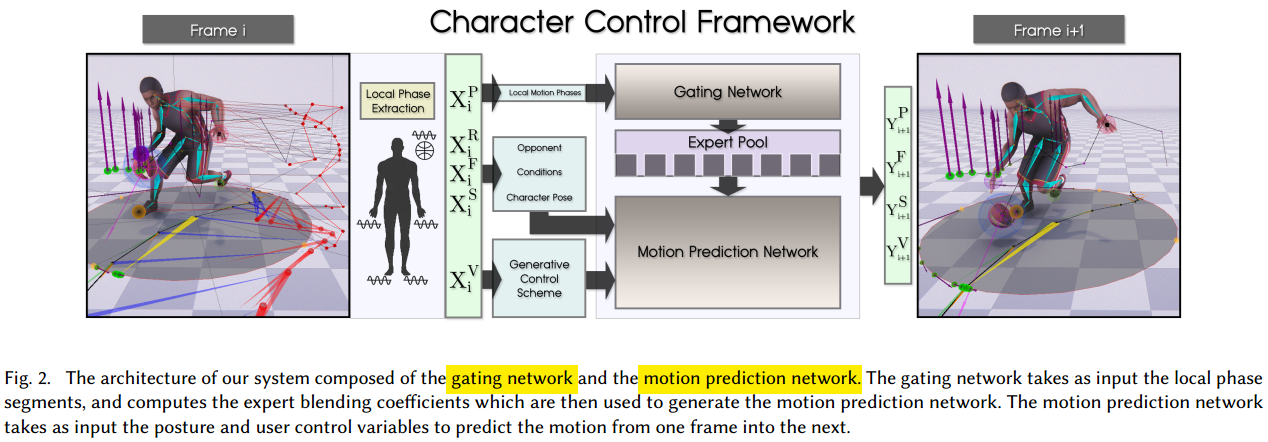 Character Control Framework
Frame i
Frame i+1
Local Phase
Extraction
X_i^P
X_i^R
X_i^F
X_i^S
X_i^V
Local Motion Phases
Opponent
Conditions
Character Pose
Generative
Control
Scheme
Gating Network
Expert Pool
Motion Prediction Network
Y_{i+1}^P
Y_{i+1}^F
Y_{i+1}^S
Y_{i+1}^V
Fig. 2. The architecture of our system composed of the gating network and the motion prediction network. The gating network takes as input the local phase
segments, and computes the expert blending coefficients which are then used to generate the motion prediction network. The motion prediction network
takes as input the posture and user control variables to predict the motion from one frame into the next.